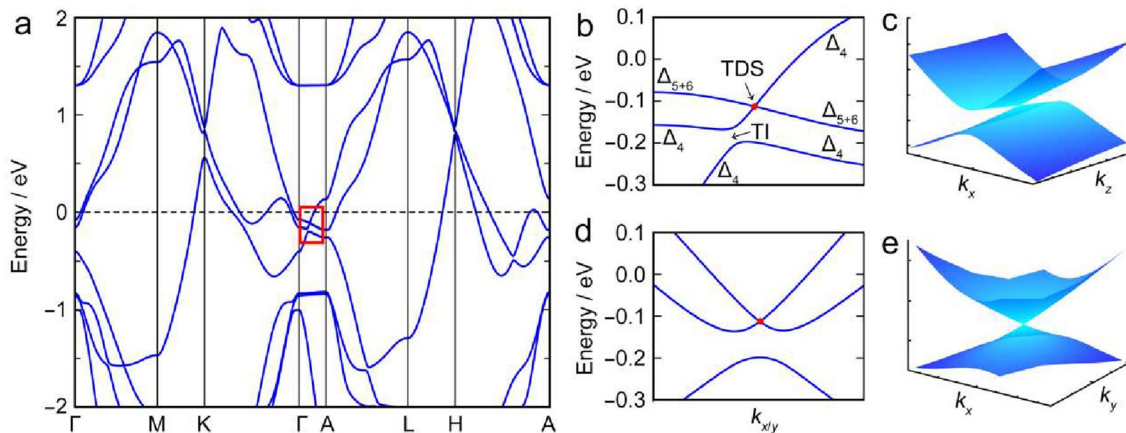 a
Energy / eV
2
1
0
−1
−2
Γ M K Γ A L H A
b
Energy / eV
0.1
0.0
−0.1
−0.2
−0.3
Δ4
TDS
Δ5+6
Δ5+6
TI
Δ4
Δ4
Δ4
c
kx
kz
d
Energy / eV
0.1
0.0
−0.1
−0.2
−0.3
kx/y
e
kx
ky